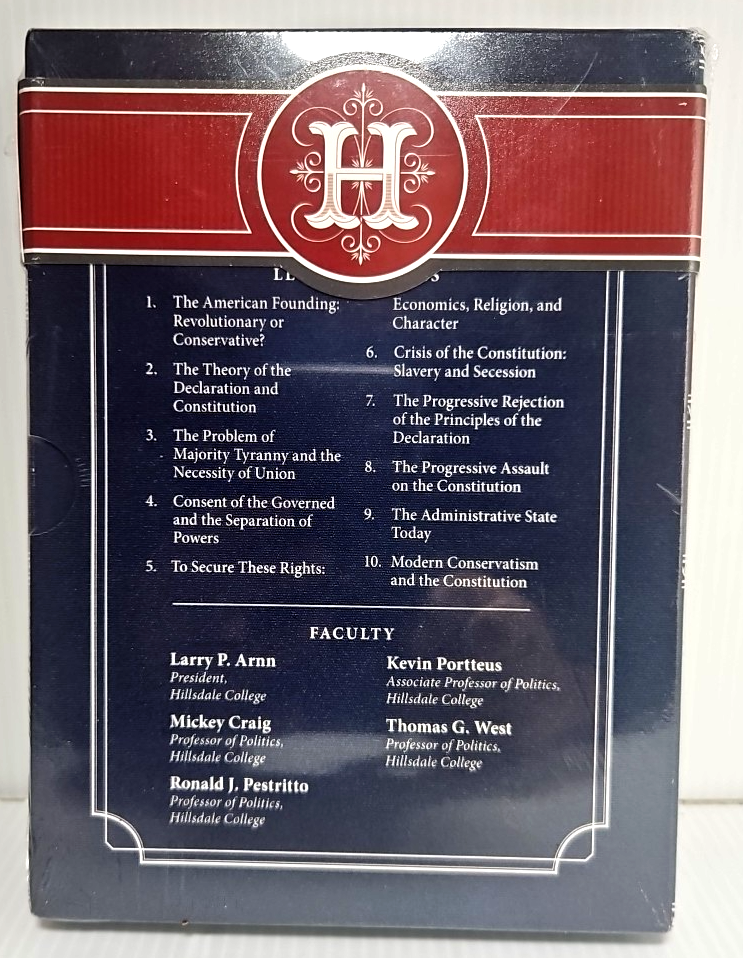 H
1. The American Founding:
Revolutionary or
Conservative?
2. The Theory of the
Declaration and
Constitution
3. The Problem of
Majority Tyranny and the
Necessity of Union
4. Consent of the Governed
and the Separation of
Powers
5. To Secure These Rights:
Economics, Religion, and
Character
6. Crisis of the Constitution:
Slavery and Secession
7. The Progressive Rejection
of the Principles of the
Declaration
8. The Progressive Assault
on the Constitution
9. The Administrative State
Today
10. Modern Conservatism
and the Constitution
FACULTY
Larry P. Arnn
President,
Hillsdale College
Mickey Craig
Professor of Politics,
Hillsdale College
Ronald J. Pestritto
Professor of Politics,
Hillsdale College
Kevin Portteus
Associate Professor of Politics,
Hillsdale College
Thomas G. West
Professor of Politics,
Hillsdale College